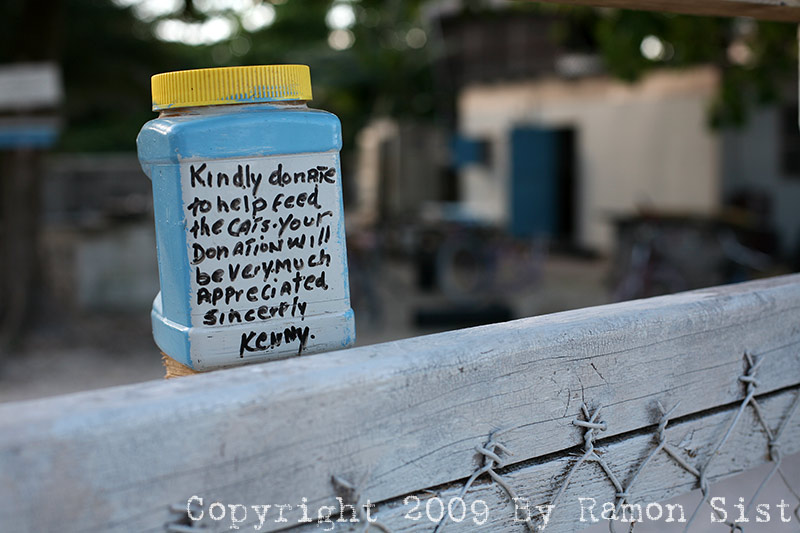 Kindly donate
to help feed
the CATS. Your
Donation will
be very much
Appreciated.
Sincerly
Kenny.
Copyright 2009 By Ramon Sist